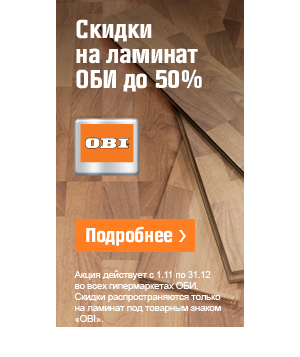 Скидки
на ламинат
ОБИ до 50%
OBI
Подробнее >
Акция действует с 1.11 по 31.12
во всех гипермаркетах ОБИ.
Скидки распространяются только
на ламинат под товарным знаком
«OBI».